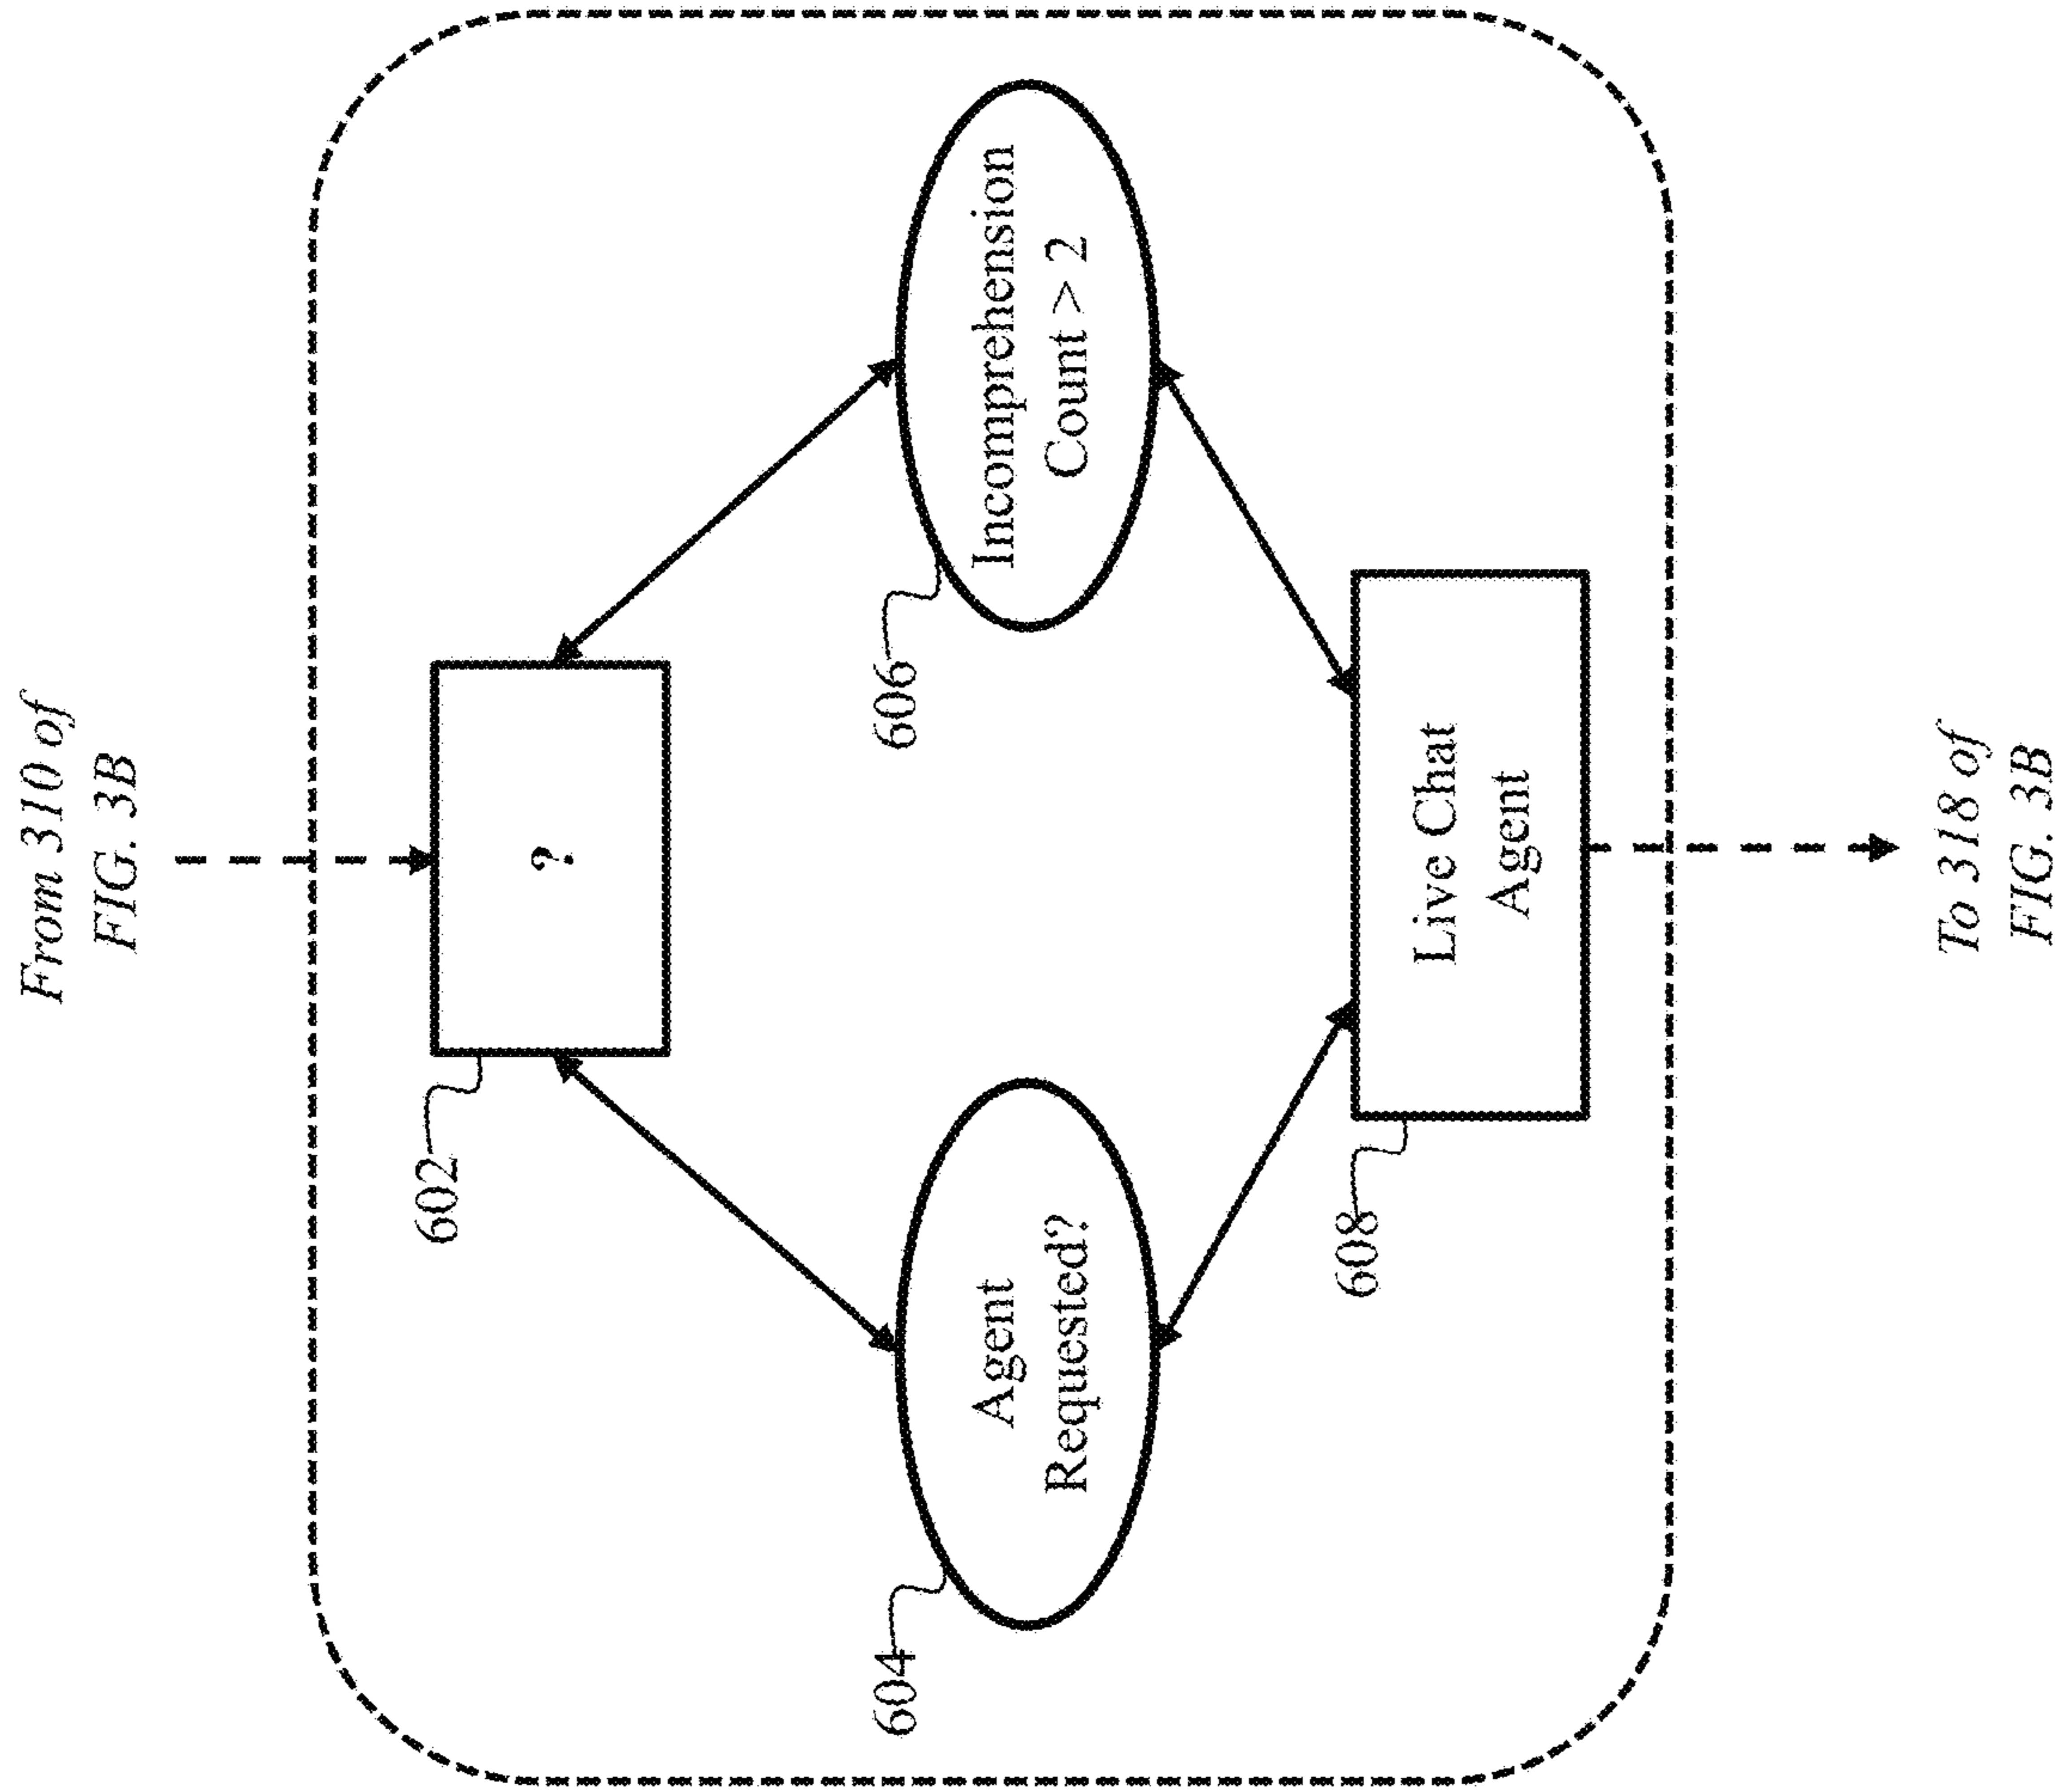 From 310 of
FIG. 3B
602
?
604
Agent
Requested?
606
Incomprehension
Count > 2
608
Live Chat
Agent
To 318 of
FIG. 3B